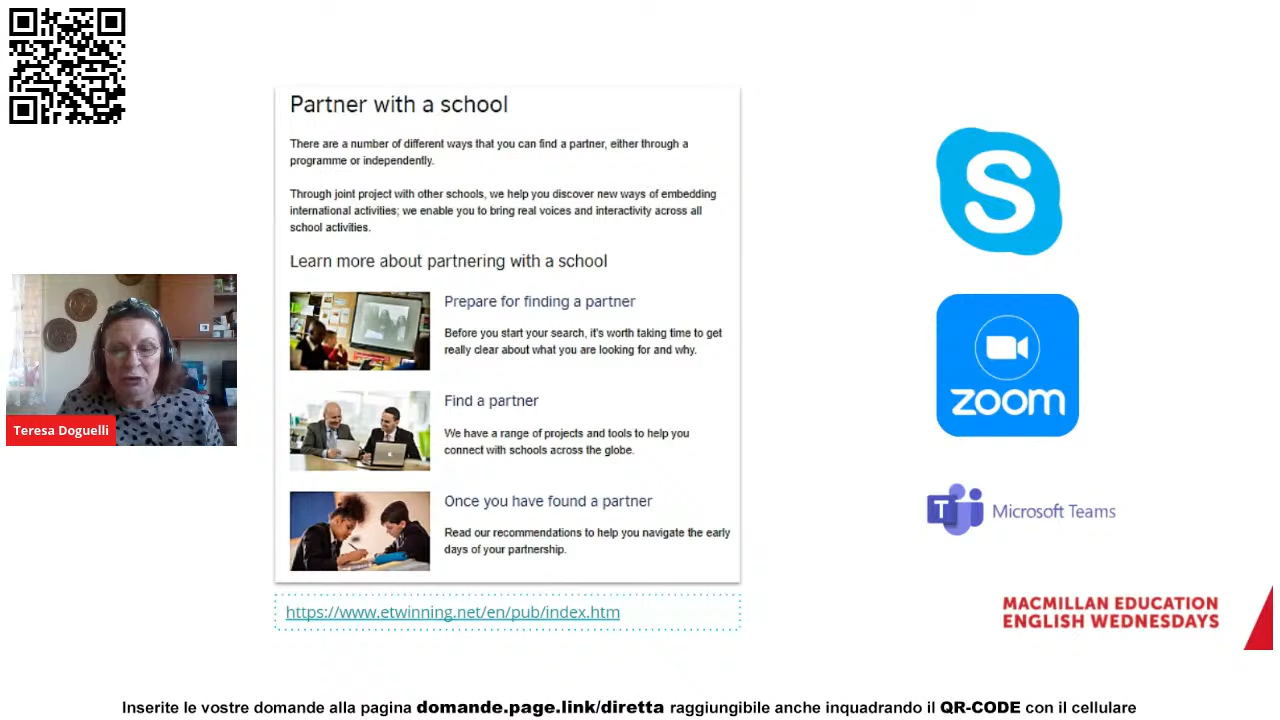 Partner with a school
There are a number of different ways that you can find a partner, either through a
programme or independently.
Through joint project with other schools, we help you discover new ways of embedding
international activities; we enable you to bring real voices and interactivity across all
school activities.
Learn more about partnering with a school
Prepare for finding a partner
Before you start your search, it's worth taking time to get
really clear about what you are looking for and why.
Find a partner
We have a range of projects and tools to help you
connect with schools across the globe.
Once you have found a partner
Read our recommendations to help you navigate the early
days of your partnership.
https://www.etwinning.net/en/pub/index.htm
Teresa Doguelli
S
zoom
T
Microsoft Teams
MACMILLAN EDUCATION
ENGLISH WEDNESDAYS
Inserite le vostre domande alla pagina domande.page.link/diretta raggiungibile anche inquadrando il QR-CODE con il cellulare